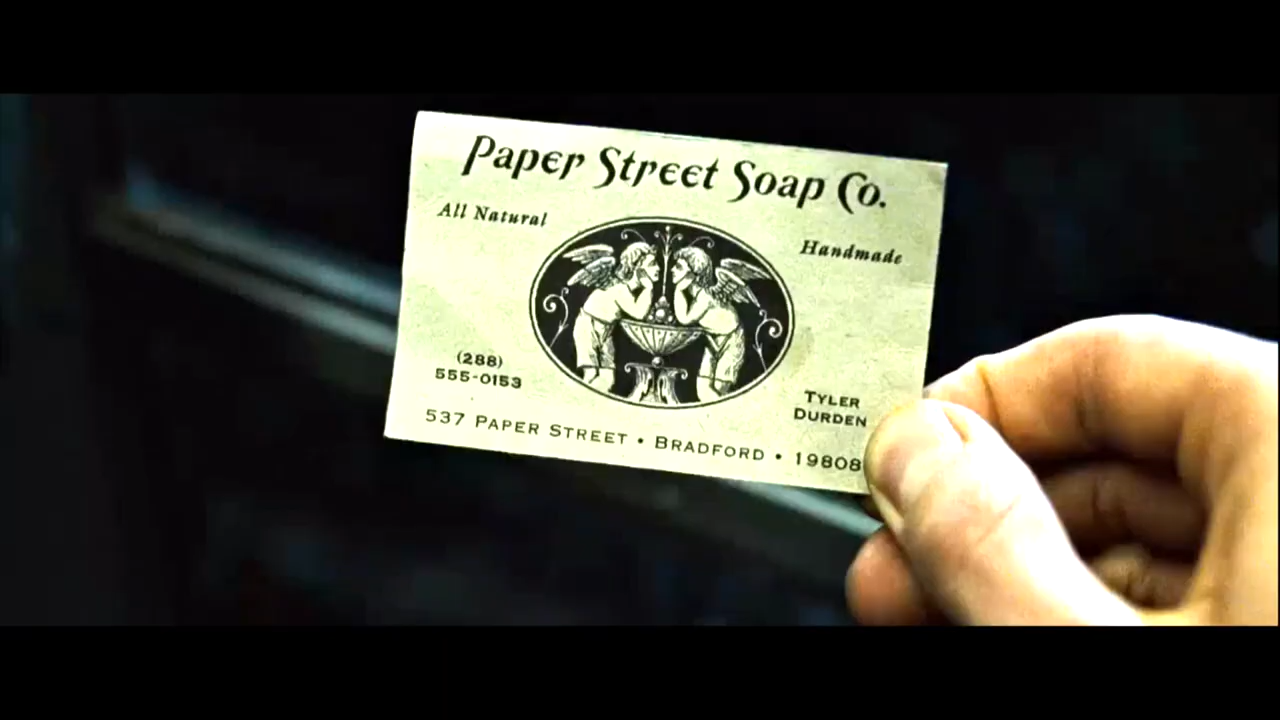 Paper Street Soap Co.
All Natural
Handmade
(288)
555-0153
TYLER
DURDEN
537 PAPER STREET • BRADFORD • 19808